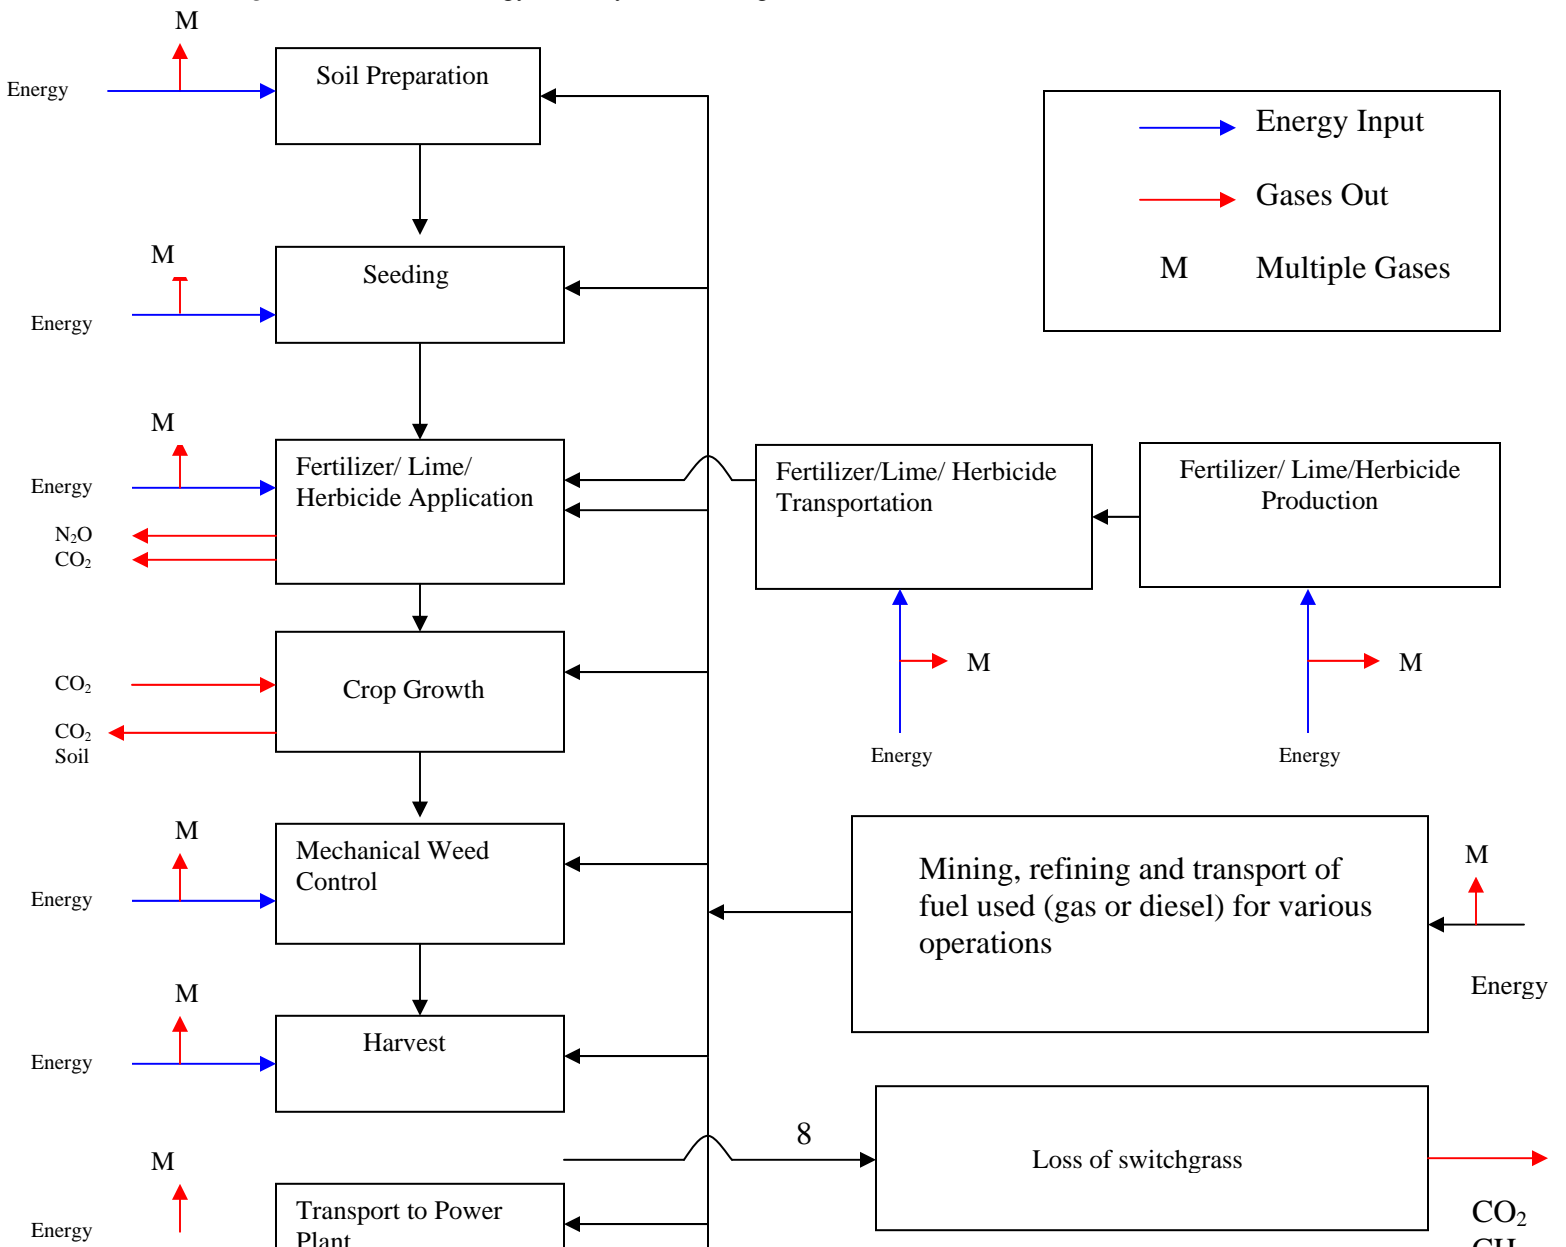 M
Energy
Soil Preparation
Energy Input
Gases Out
M Multiple Gases
M
Energy
Seeding
M
Energy
N₂O
CO₂
Fertilizer/ Lime/
Herbicide Application
Fertilizer/Lime/ Herbicide
Transportation
Fertilizer/ Lime/Herbicide
Production
M
M
Energy
Energy
CO₂
CO₂
Soil
Crop Growth
M
Energy
Mechanical Weed
Control
Mining, refining and transport of
fuel used (gas or diesel) for various
operations
M
Energy
M
Energy
Harvest
8
Loss of switchgrass
CO₂
M
Energy
Transport to Power
Plant